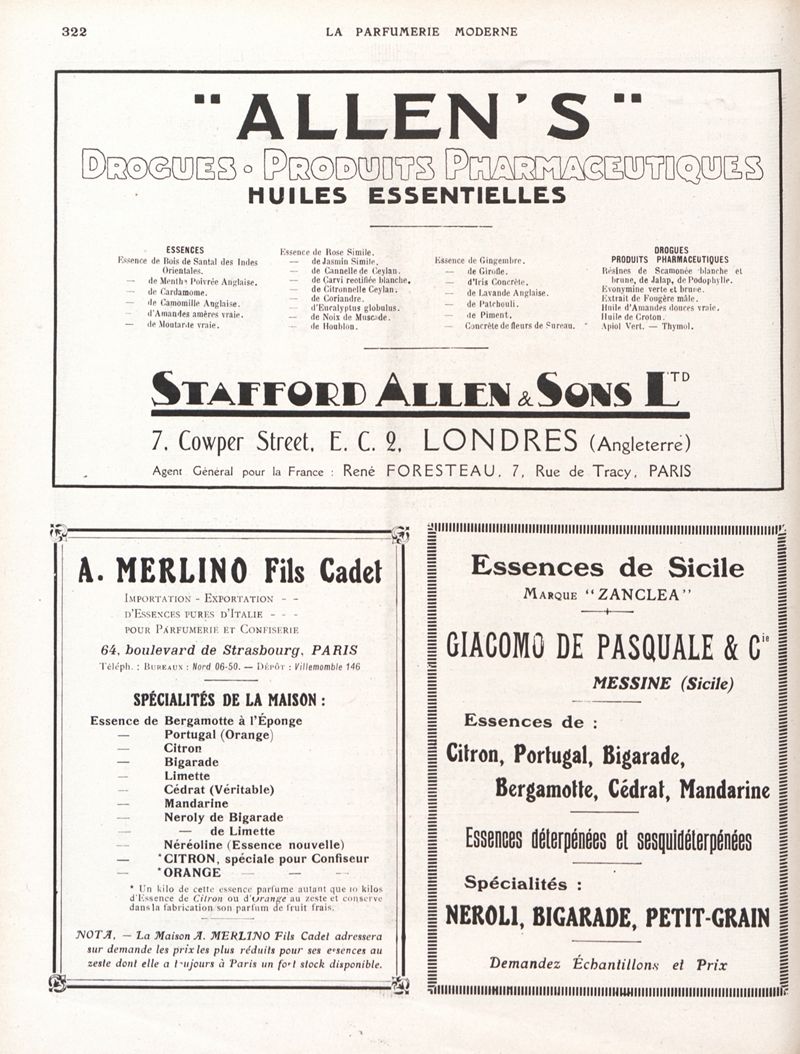 322
LA PARFUMERIE MODERNE
"ALLEN'S"
DROGUES - PRODUITS PHARMACEUTIQUES
HUILES ESSENTIELLES
ESSENCES
Essence de Bois de Santal des Indes
Orientales.
— de Menthe Poivrée Anglaise.
— de Cardamome.
— de Camomille Anglaise.
— d'Amandes amères vraie.
— de Moutarde vraie.
Essence de Rose Simile.
— de Jasmin Simile.
— de Cannelle de Ceylan.
— de Carvi rectifiée blanche.
— de Citronnelle Ceylan.
— de Coriandre.
— d'Eucalyptus globulus.
— de Noix de Muscade.
— de Houblon.
Essence de Gingembre.
— de Girofle.
— d'Iris Concrète.
— de Lavande Anglaise.
— de Patchouli.
— de Piment.
— Concrète de fleurs de Sureau.
DROGUES
PRODUITS PHARMACEUTIQUES
Résines de Scamonée blanche et
brune, de Jalap, de Podophylle.
Evonymine verte et brune.
Extrait de Fougère mâle.
Huile d'Amandes douces vraie.
Huile de Croton.
Apiol Vert. — Thymol.
STAFFORD ALLEN & SONS LTD
7, Cowper Street, E. C. 2, LONDRES (Angleterre)
Agent Général pour la France : René FORESTEAU, 7, Rue de Tracy, PARIS
A. MERLINO Fils Cadet
IMPORTATION - EXPORTATION - -
D'ESSENCES PURES D'ITALIE - - -
POUR PARFUMERIE ET CONFISERIE
64, boulevard de Strasbourg, PARIS
Téléph. : BUREAUX : Nord 06-50. — DÉPÔT : Villemomble 146
SPÉCIALITÉS DE LA MAISON :
Essence de Bergamotte à l'Éponge
— Portugal (Orange)
— Citron
— Bigarade
— Limette
— Cédrat (Véritable)
— Mandarine
— Neroly de Bigarade
— — de Limette
— Néréoline (Essence nouvelle)
— *CITRON, spéciale pour Confiseur
— *ORANGE — — —
* Un kilo de cette essence parfume autant que 10 kilos
d'Essence de Citron ou d'Orange au zeste et conserve
dans la fabrication son parfum de fruit frais.
NOTA. — La Maison A. MERLINO Fils Cadet adressera
sur demande les prix les plus réduits pour ses essences au
zeste dont elle a toujours à Paris un fort stock disponible.
Essences de Sicile
MARQUE "ZANCLEA"
GIACOMO DE PASQUALE & Cie
MESSINE (Sicile)
Essences de :
Citron, Portugal, Bigarade,
Bergamotte, Cédrat, Mandarine
Essences déterpénées et sesquidéterpénées
Spécialités :
NEROLI, BIGARADE, PETIT-GRAIN
Demandez Échantillons et Prix